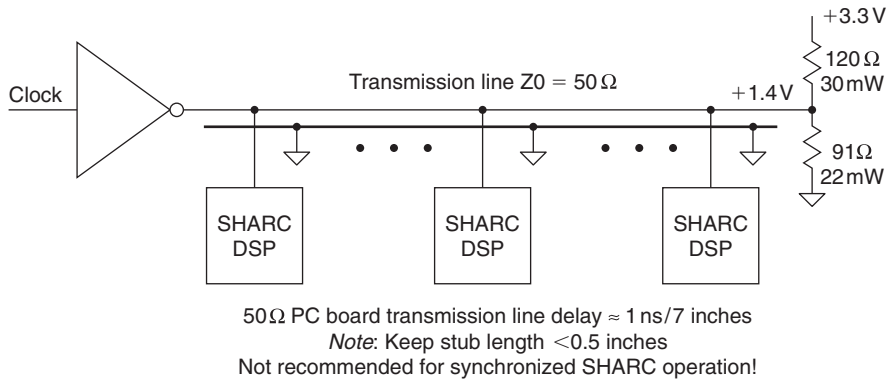 +3.3 V
120 Ω
30 mW
Transmission line Z0 = 50 Ω
Clock
+1.4 V
91Ω
22 mW
SHARC
DSP
SHARC
DSP
SHARC
DSP
50 Ω PC board transmission line delay ≈ 1 ns/7 inches
Note: Keep stub length <0.5 inches
Not recommended for synchronized SHARC operation!